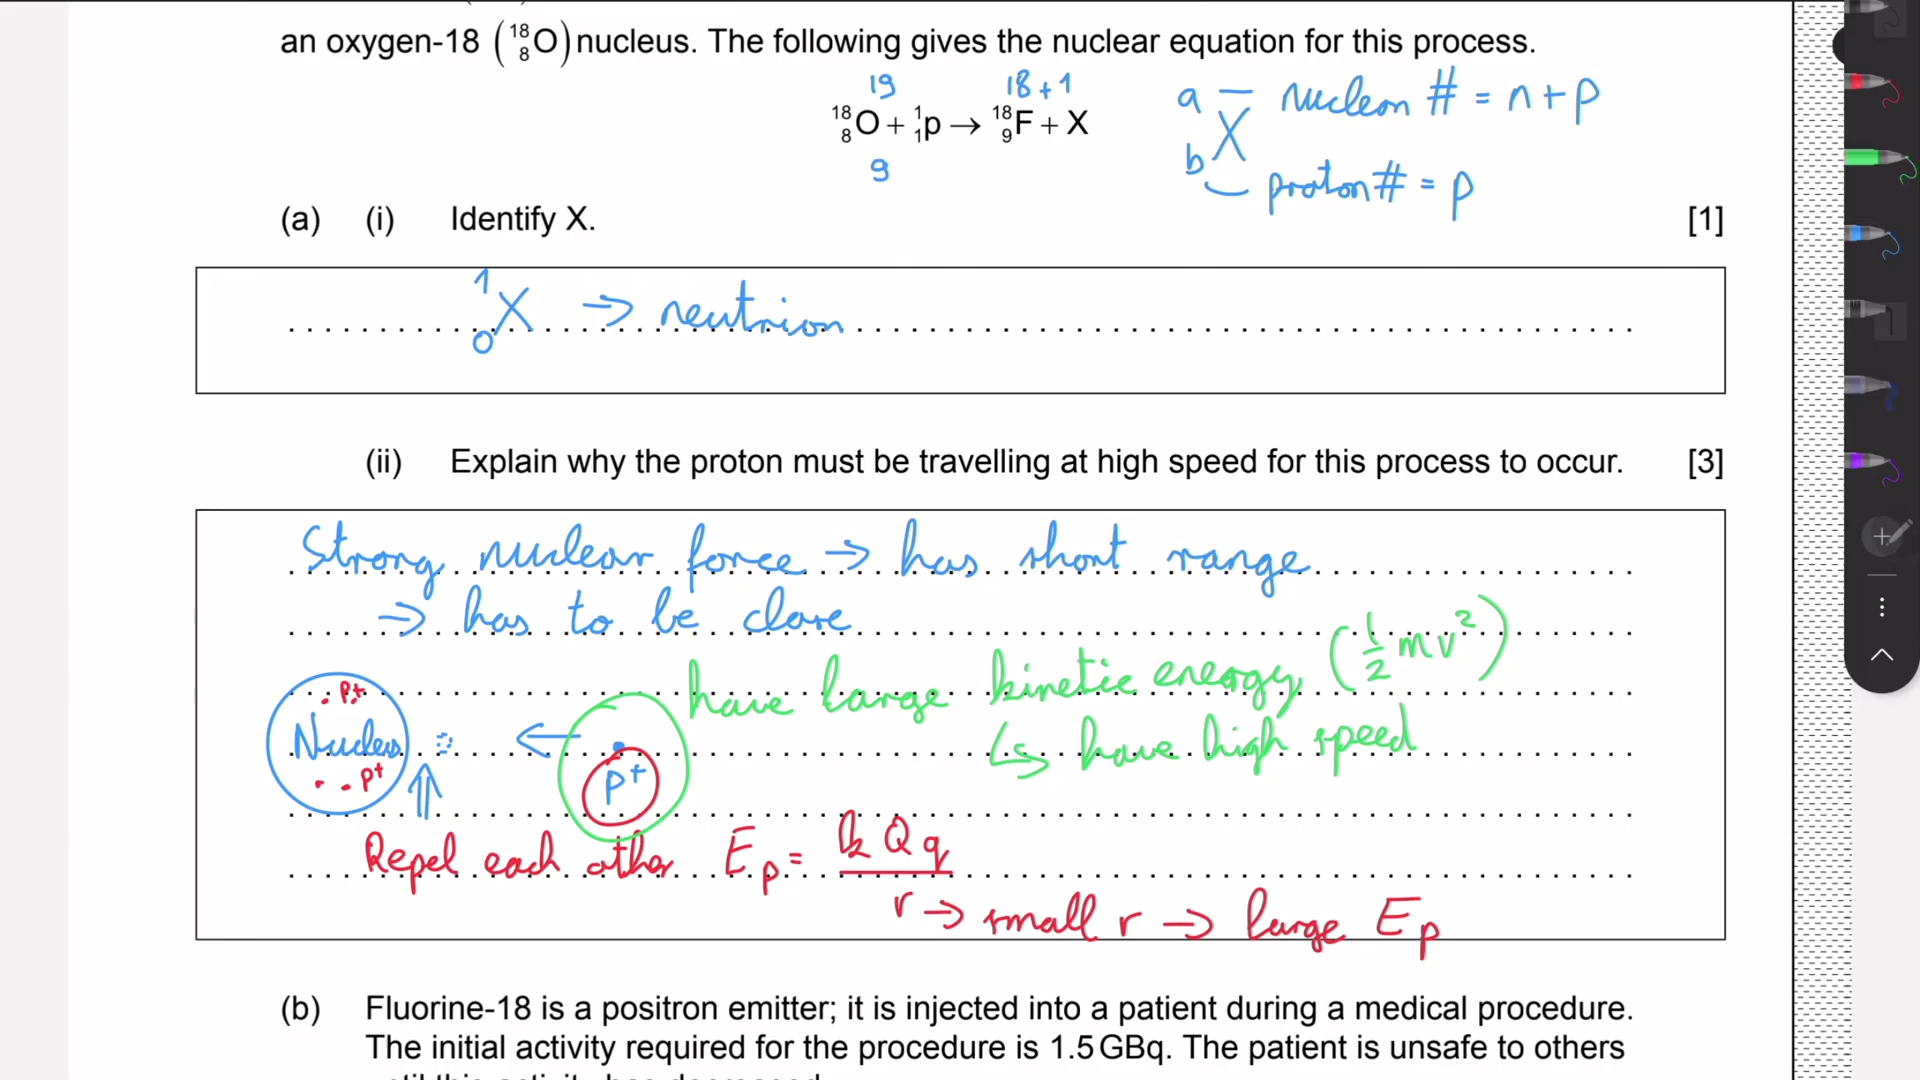 an oxygen-18 (¹⁸₈O) nucleus. The following gives the nuclear equation for this process.
19 18+1
¹⁸₈O + ¹₁p → ¹⁸₉F + X
9
a — nucleon # = n+p
X
b — proton # = p
(a) (i) Identify X. [1]
¹₀X → neutrion
(ii) Explain why the proton must be travelling at high speed for this process to occur. [3]
Strong nuclear force → has short range
→ has to be close
have large kinetic energy (½mv²)
↳ have high speed
p+
Nucleus ← p+
p+
Repel each other Eₚ = kQq
r → small r → large Eₚ
(b) Fluorine-18 is a positron emitter; it is injected into a patient during a medical procedure.
The initial activity required for the procedure is 1.5 GBq. The patient is unsafe to others